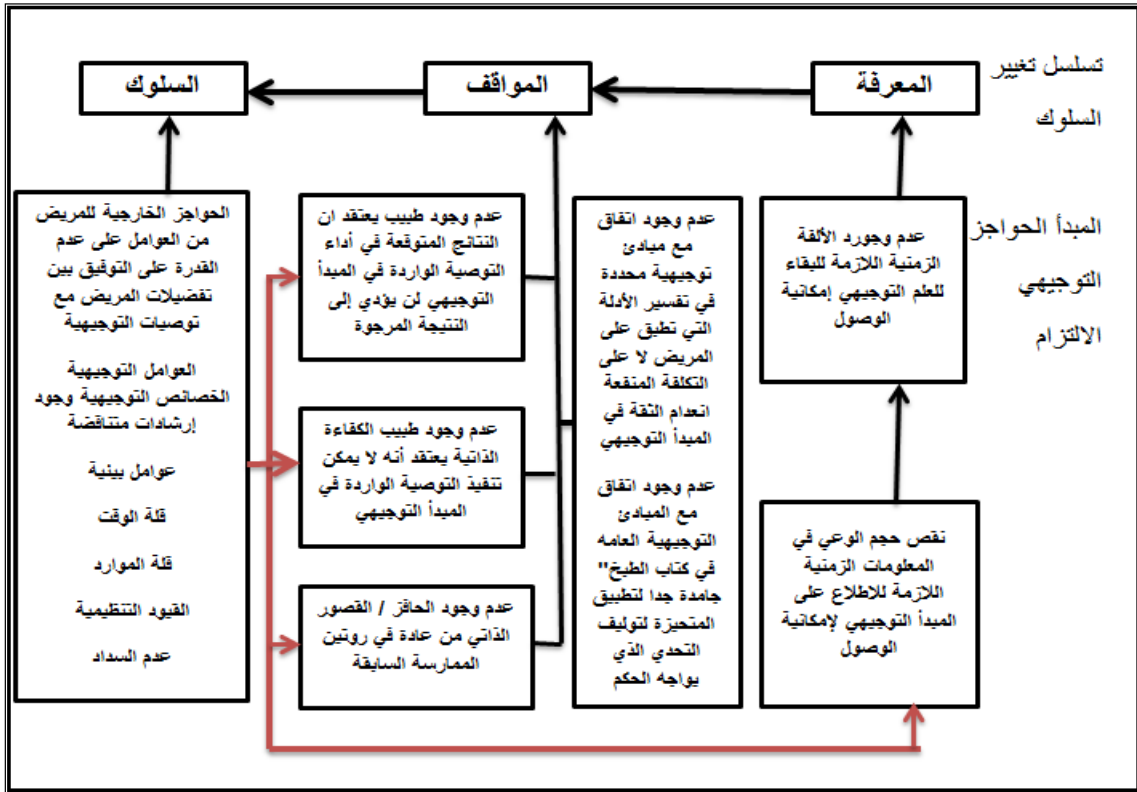 تسلسل تغيير
السلوك
المعرفة
المواقف
السلوك
المبدأ الحواجز
التوجيهي
الالتزام
عدم وجورد الألفة
الزمنية اللازمة للبقاء
للعلم التوجيهي إمكانية
الوصول
نقص حجم الوعي في
المعلومات الزمنية
اللازمة للاطلاع على
المبدأ التوجيهي لإمكانية
الوصول
عدم وجود اتفاق
مع مبادئ
توجيهية محددة
في تفسير الأدلة
التي تطبق على
المريض لا على
التكلفة المنفعة
انعدام الثقة في
المبدأ التوجيهي
عدم وجود اتفاق
مع المبادئ
التوجيهية العامه
في كتاب الطبخ"
جامدة جدا لتطبيق
المتحيزة لتوليف
التحدي الذي
يواجه الحكم
عدم وجود طبيب يعتقد ان
النتائج المتوقعة في أداء
التوصية الواردة في المبدأ
التوجيهي لن يؤدي إلى
النتيجة المرجوة
عدم وجود طبيب الكفاءة
الذاتية يعتقد أنه لا يمكن
تنفيذ التوصية الواردة في
المبدأ التوجيهي
عدم وجود الحافز / القصور
الذاتي من عادة في روتين
الممارسة السابقة
الحواجز الخارجية للمريض
من العوامل على عدم
القدرة على التوفيق بين
تفضيلات المريض مع
توصيات التوجيهية
العوامل التوجيهية
الخصائص التوجيهية وجود
إرشادات متناقضة
عوامل بيئية
قلة الوقت
قلة الموارد
القيود التنظيمية
عدم السداد